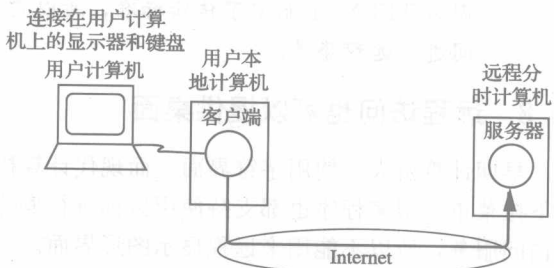 连接在用户计算
机上的显示器和键盘
用户计算机
用户本
地计算机
客户端
远程分
时计算机
服务器
Internet